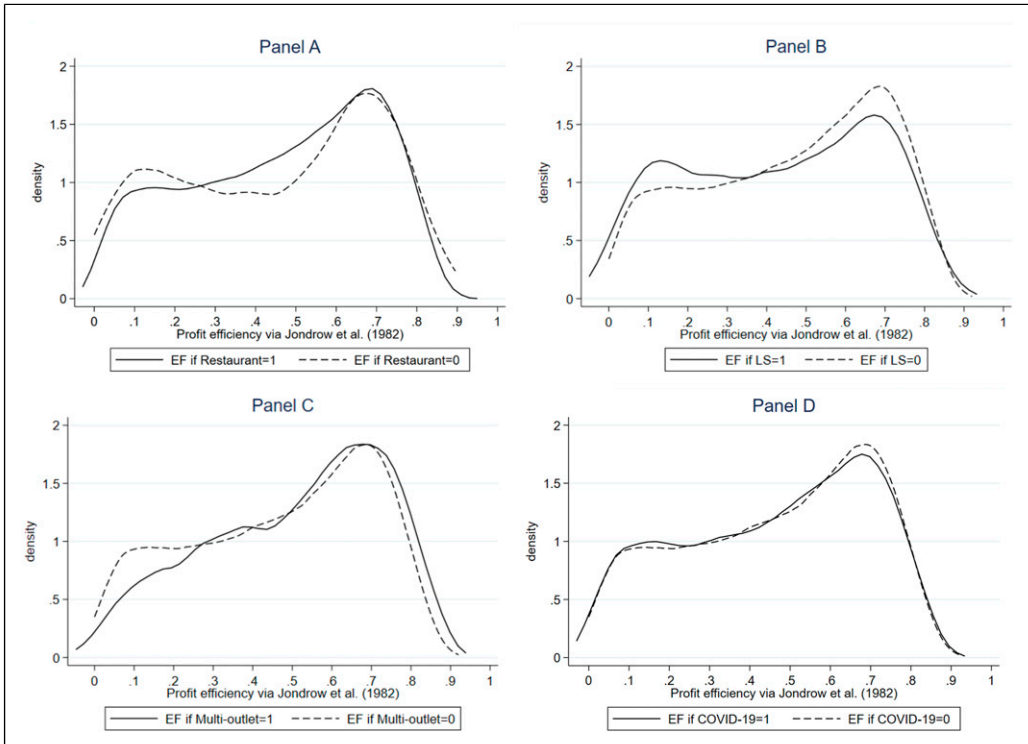 Panel A
2
1.5
1
.5
0
density
0 .1 .2 .3 .4 .5 .6 .7 .8 .9 1
Profit efficiency via Jondrow et al. (1982)
EF if Restaurant=1 EF if Restaurant=0
Panel B
2
1.5
1
.5
0
density
0 .1 .2 .3 .4 .5 .6 .7 .8 .9 1
Profit efficiency via Jondrow et al. (1982)
EF if LS=1 EF if LS=0
Panel C
2
1.5
1
.5
0
density
0 .1 .2 .3 .4 .5 .6 .7 .8 .9 1
Profit efficiency via Jondrow et al. (1982)
EF if Multi-outlet=1 EF if Multi-outlet=0
Panel D
2
1.5
1
.5
0
density
0 .1 .2 .3 .4 .5 .6 .7 .8 .9 1
Profit efficiency via Jondrow et al. (1982)
EF if COVID-19=1 EF if COVID-19=0